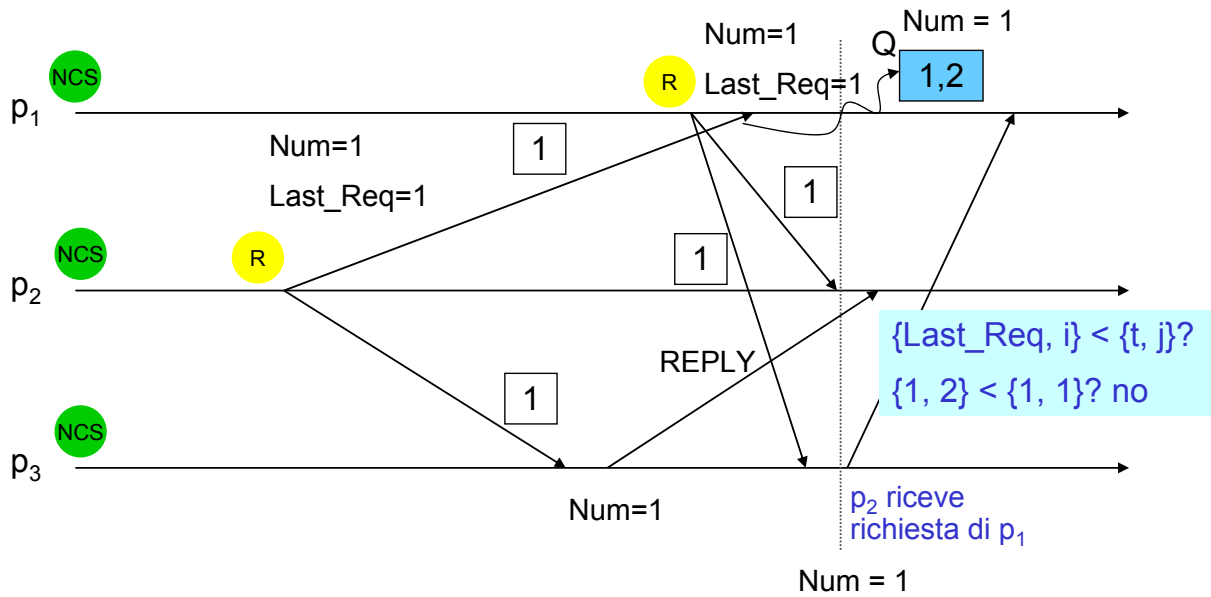 Num = 1
Num=1
Q
NCS
R
Last_Req=1
1,2
p1
Num=1
1
Last_Req=1
1
NCS
R
1
p2
{Last_Req, i} < {t, j}?
REPLY
{1, 2} < {1, 1}? no
1
NCS
p3
Num=1
p2 riceve
richiesta di p1
Num = 1